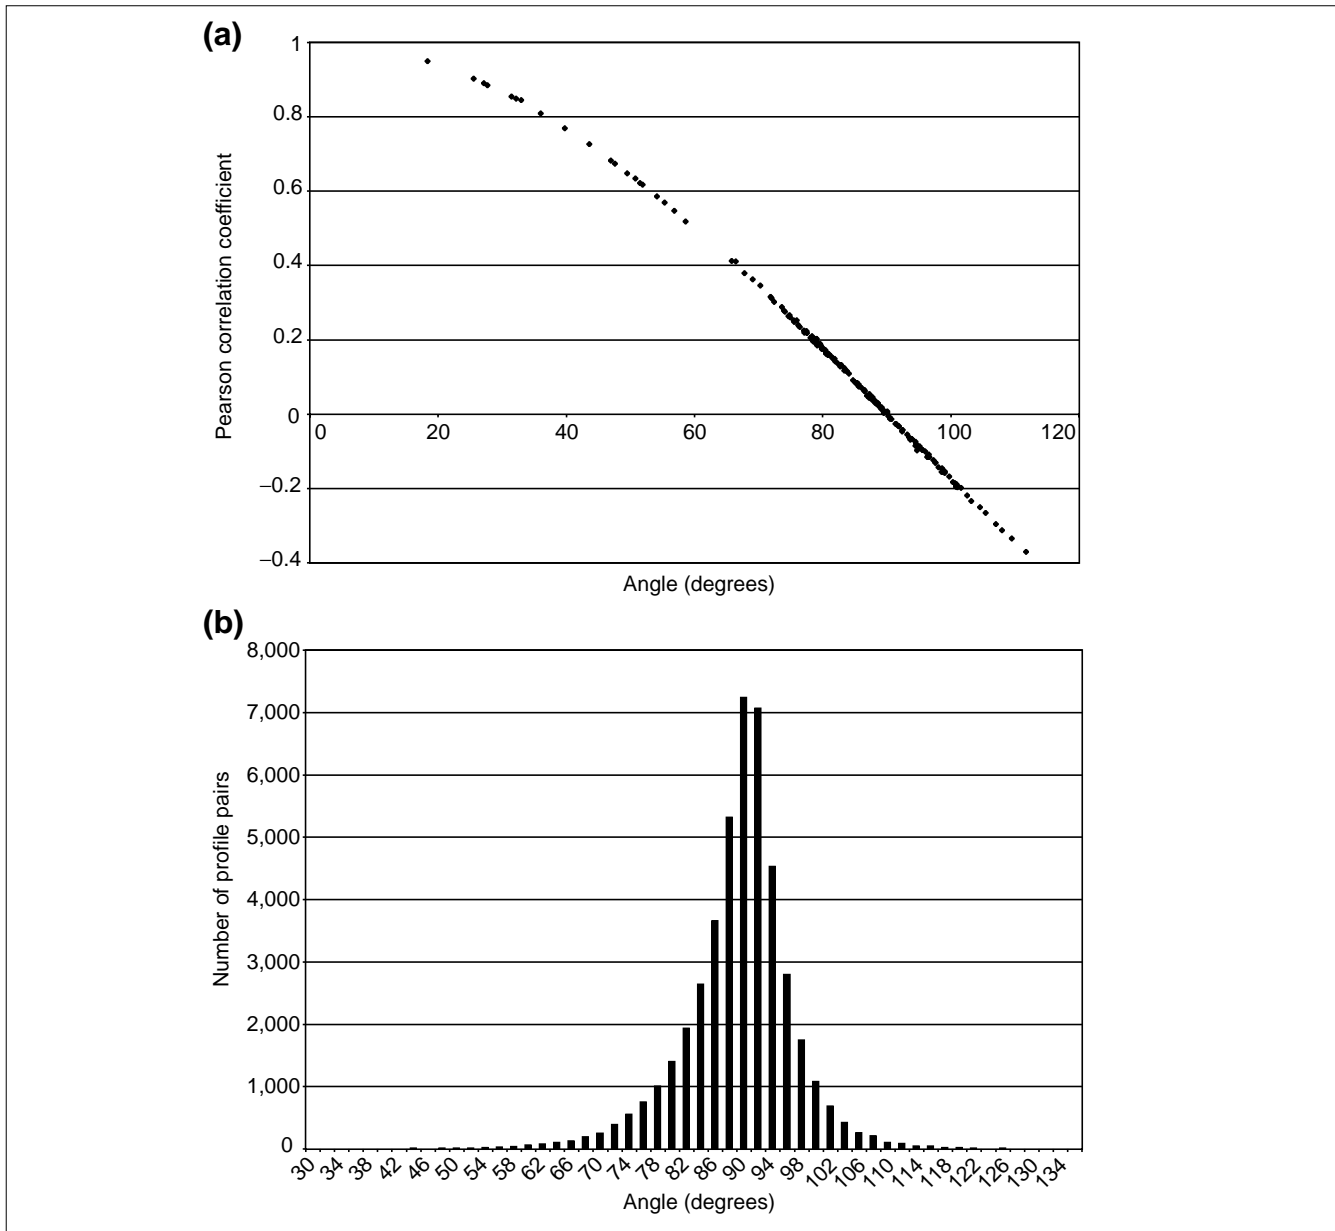 (a)
1
0.8
0.6
0.4
0.2
0
−0.2
−0.4
Pearson correlation coefficient
0 20 40 60 80 100 120
Angle (degrees)
(b)
8,000
7,000
6,000
5,000
4,000
3,000
2,000
1,000
0
Number of profile pairs
30 34 38 42 46 50 54 58 62 66 70 74 78 82 86 90 94 98 102 106 110 114 118 122 126 130 134
Angle (degrees)